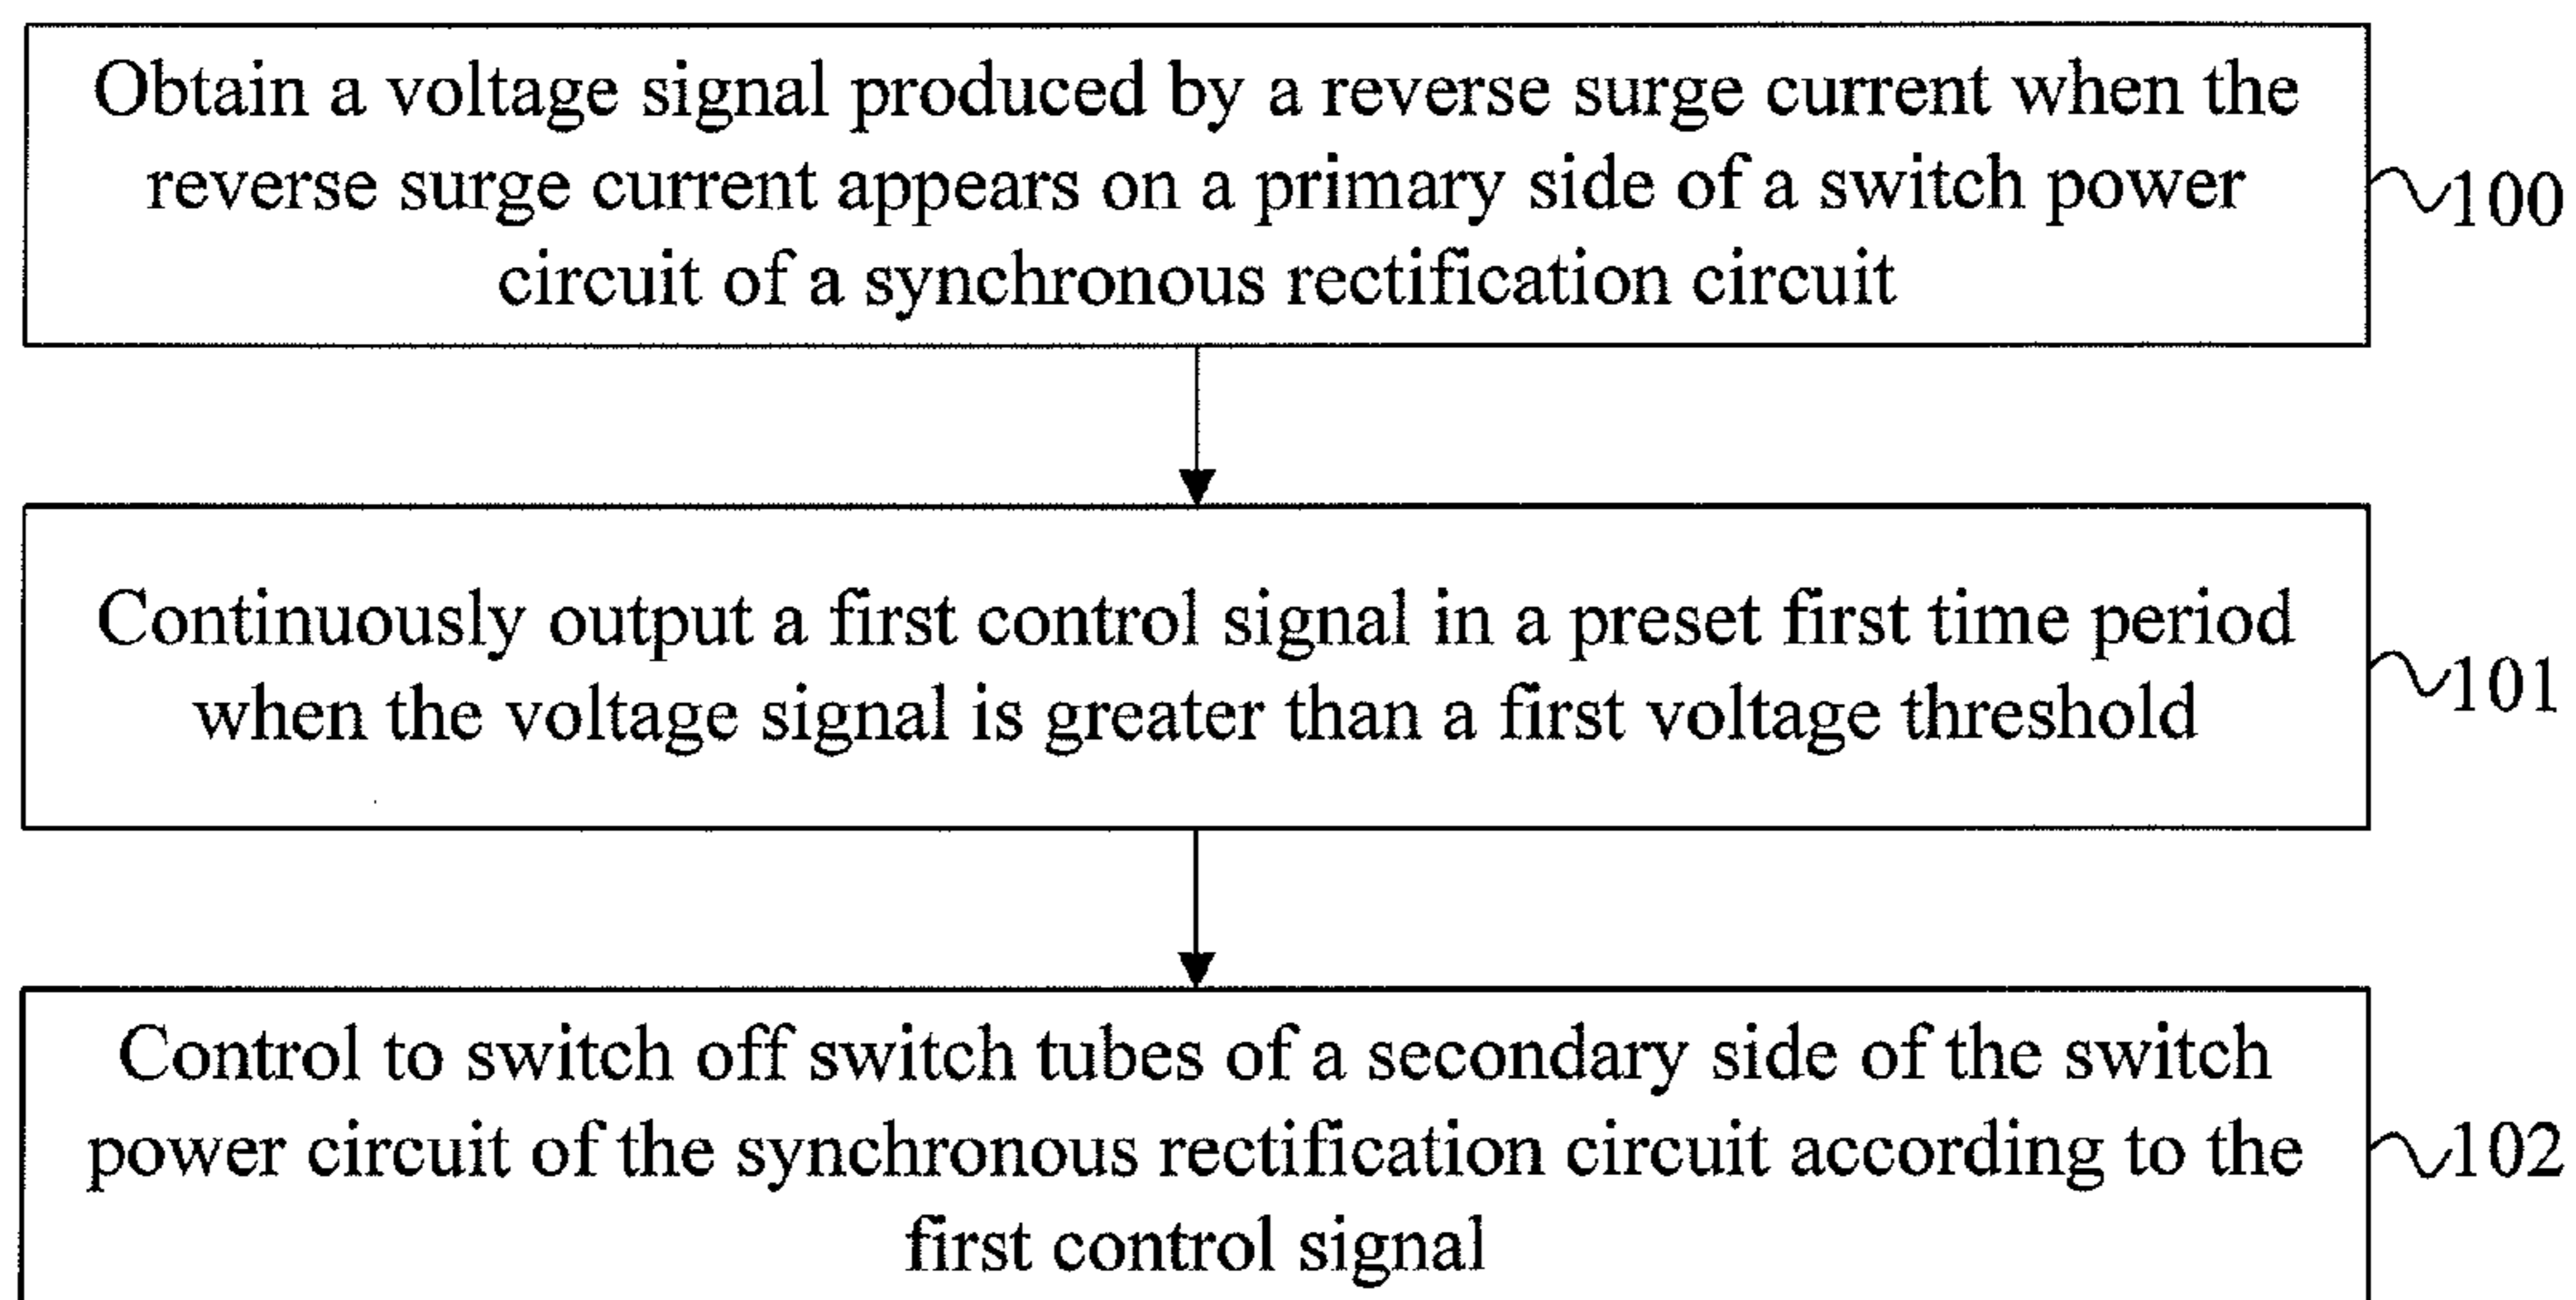 Obtain a voltage signal produced by a reverse surge current when the
reverse surge current appears on a primary side of a switch power
circuit of a synchronous rectification circuit
100
Continuously output a first control signal in a preset first time period
when the voltage signal is greater than a first voltage threshold
101
Control to switch off switch tubes of a secondary side of the switch
power circuit of the synchronous rectification circuit according to the
first control signal
102